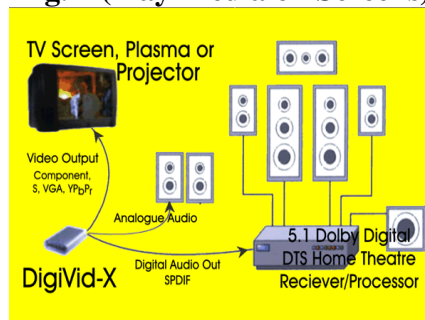 TV Screen, Plasma or
Projector
Video Output
Component,
S, VGA, YPbPr
Analogue Audio
DigiVid-X
Digital Audio Out
SPDIF
5.1 Dolby Digital
DTS Home Theatre
Reciever/Processor